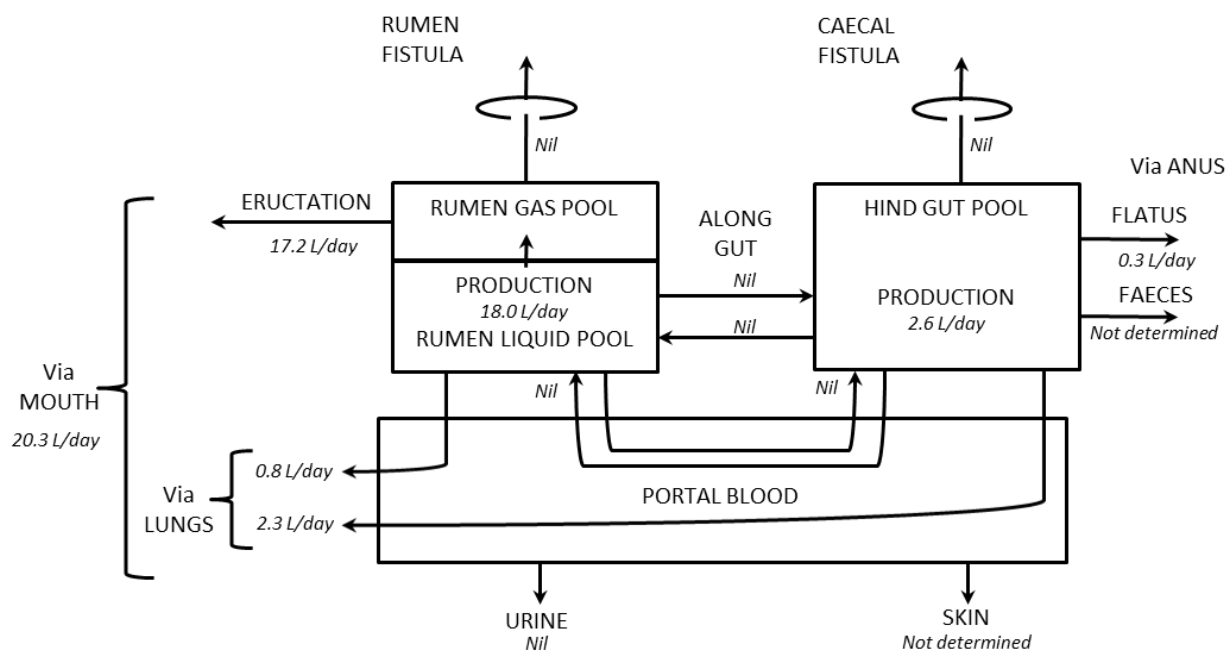 RUMEN
FISTULA
CAECAL
FISTULA
Nil
Nil
Via ANUS
ERUCTATION
17.2 L/day
RUMEN GAS POOL
ALONG
GUT
Nil
HIND GUT POOL
FLATUS
0.3 L/day
PRODUCTION
18.0 L/day
RUMEN LIQUID POOL
Nil
PRODUCTION
2.6 L/day
FAECES
Not determined
Via
MOUTH
20.3 L/day
Nil
Nil
Via
LUNGS
0.8 L/day
2.3 L/day
PORTAL BLOOD
URINE
Nil
SKIN
Not determined